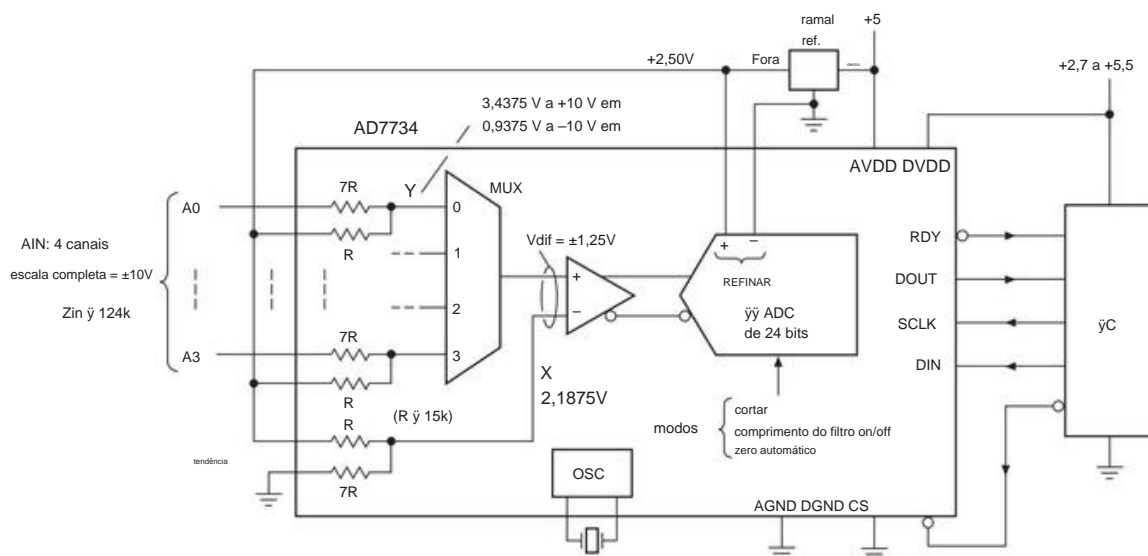 ramal
ref.
+5
+2,50V
Fora
dentro
+2,7 a +5,5
3,4375 V a +10 V em
0,9375 V a –10 V em
AD7734
AVDD DVDD
7R
Y
MUX
A0
0
R
Vdif = ±1,25V
RDY
AIN: 4 canais
1
+
–
escala completa = ±10V
+
REFINAR
DOUT
Zin ÿ 124k
2
–
ÿÿ ADC
de 24 bits
SCLK
ÿC
7R
A3
3
DIN
R
X
(R ÿ 15k)
2,1875V
R
modos
cortar
comprimento do filtro on/off
zero automático
tendência
7R
OSC
AGND DGND CS